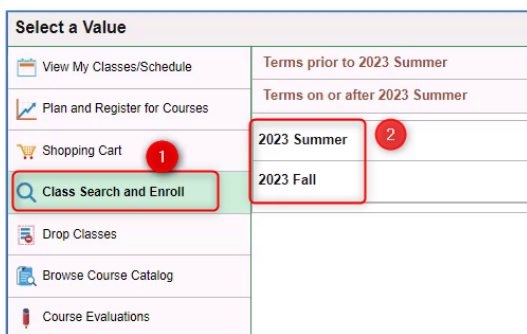 Select a Value
View My Classes/Schedule
Plan and Register for Courses
Shopping Cart
1
Class Search and Enroll
Drop Classes
Browse Course Catalog
Course Evaluations
Terms prior to 2023 Summer
Terms on or after 2023 Summer
2023 Summer
2
2023 Fall